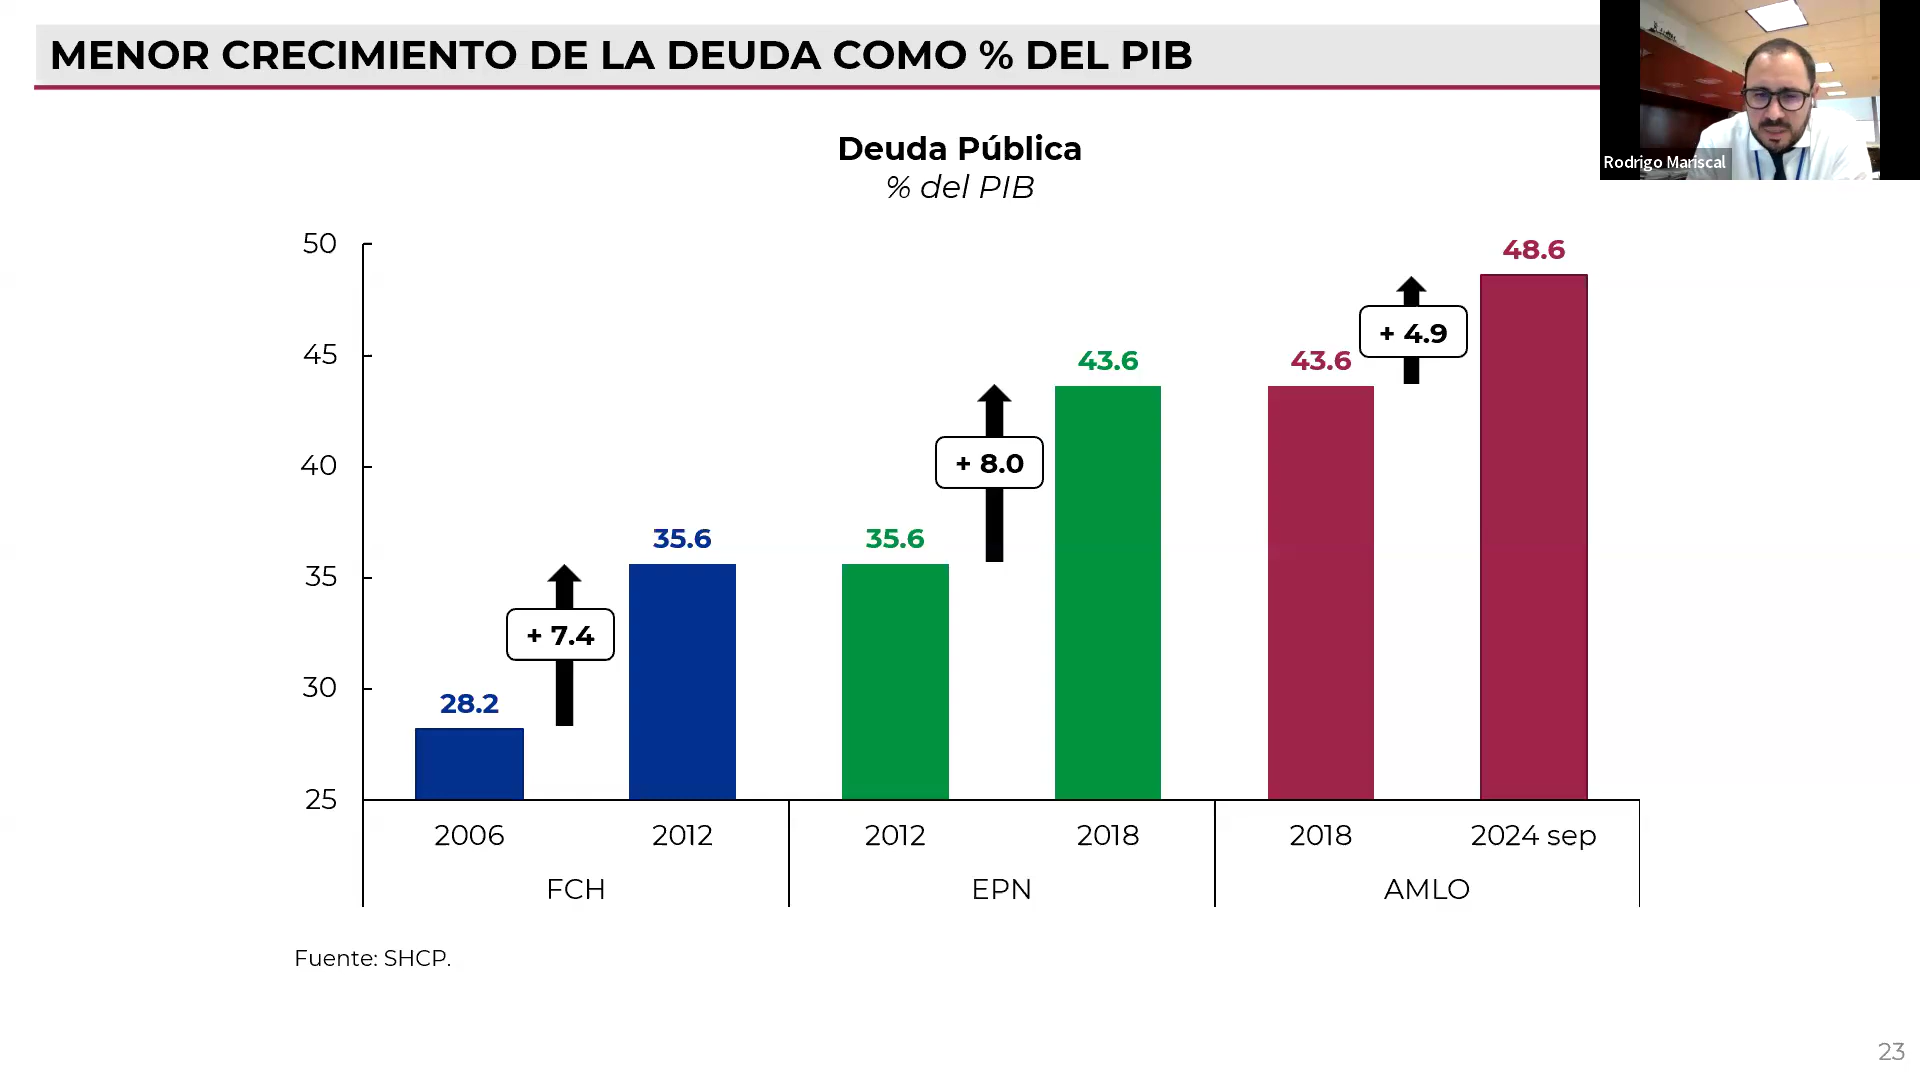 MENOR CRECIMIENTO DE LA DEUDA COMO % DEL PIB
Rodrigo Mariscal
Deuda Pública
% del PIB
50
45
40
35
30
25
28.2
+ 7.4
35.6
35.6
+ 8.0
43.6
43.6
+ 4.9
48.6
2006 2012 2012 2018 2018 2024 sep
FCH EPN AMLO
Fuente: SHCP.
23